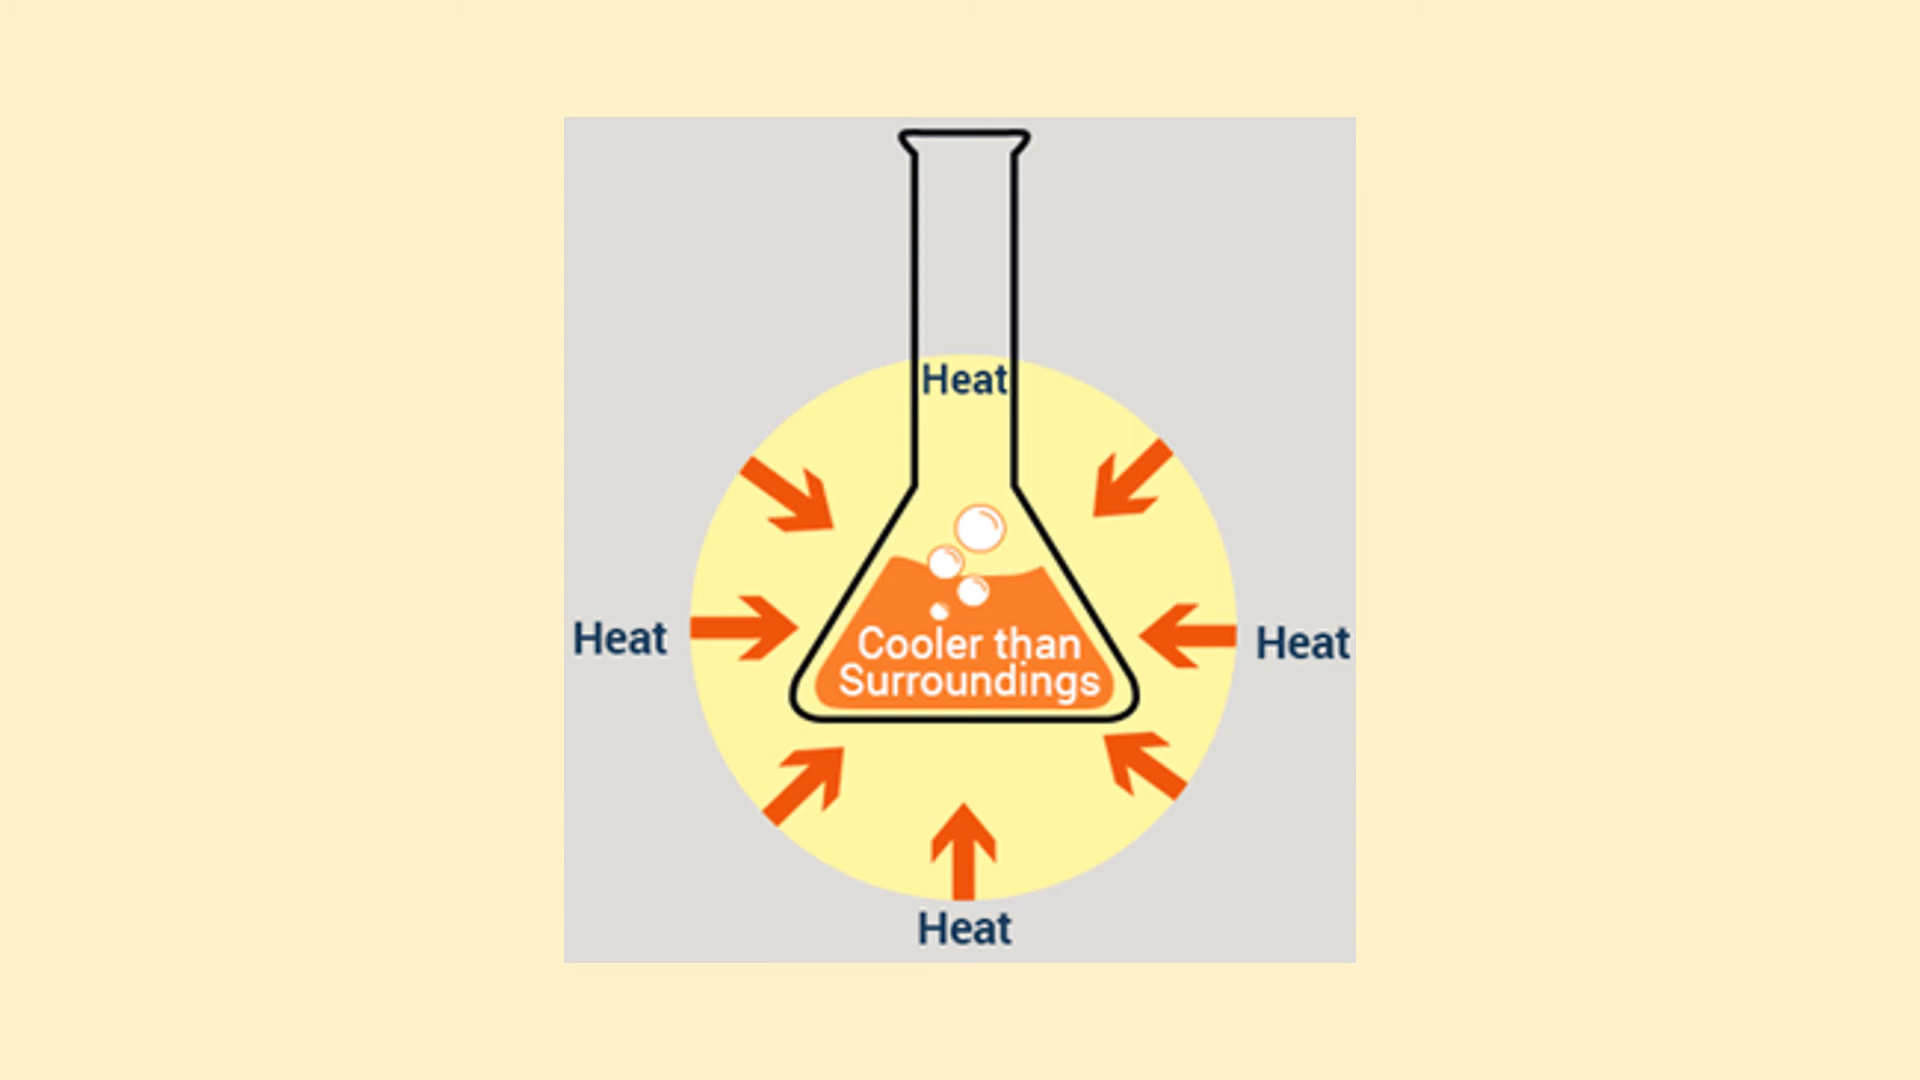 Heat
Heat
Cooler than
Surroundings
Heat
Heat